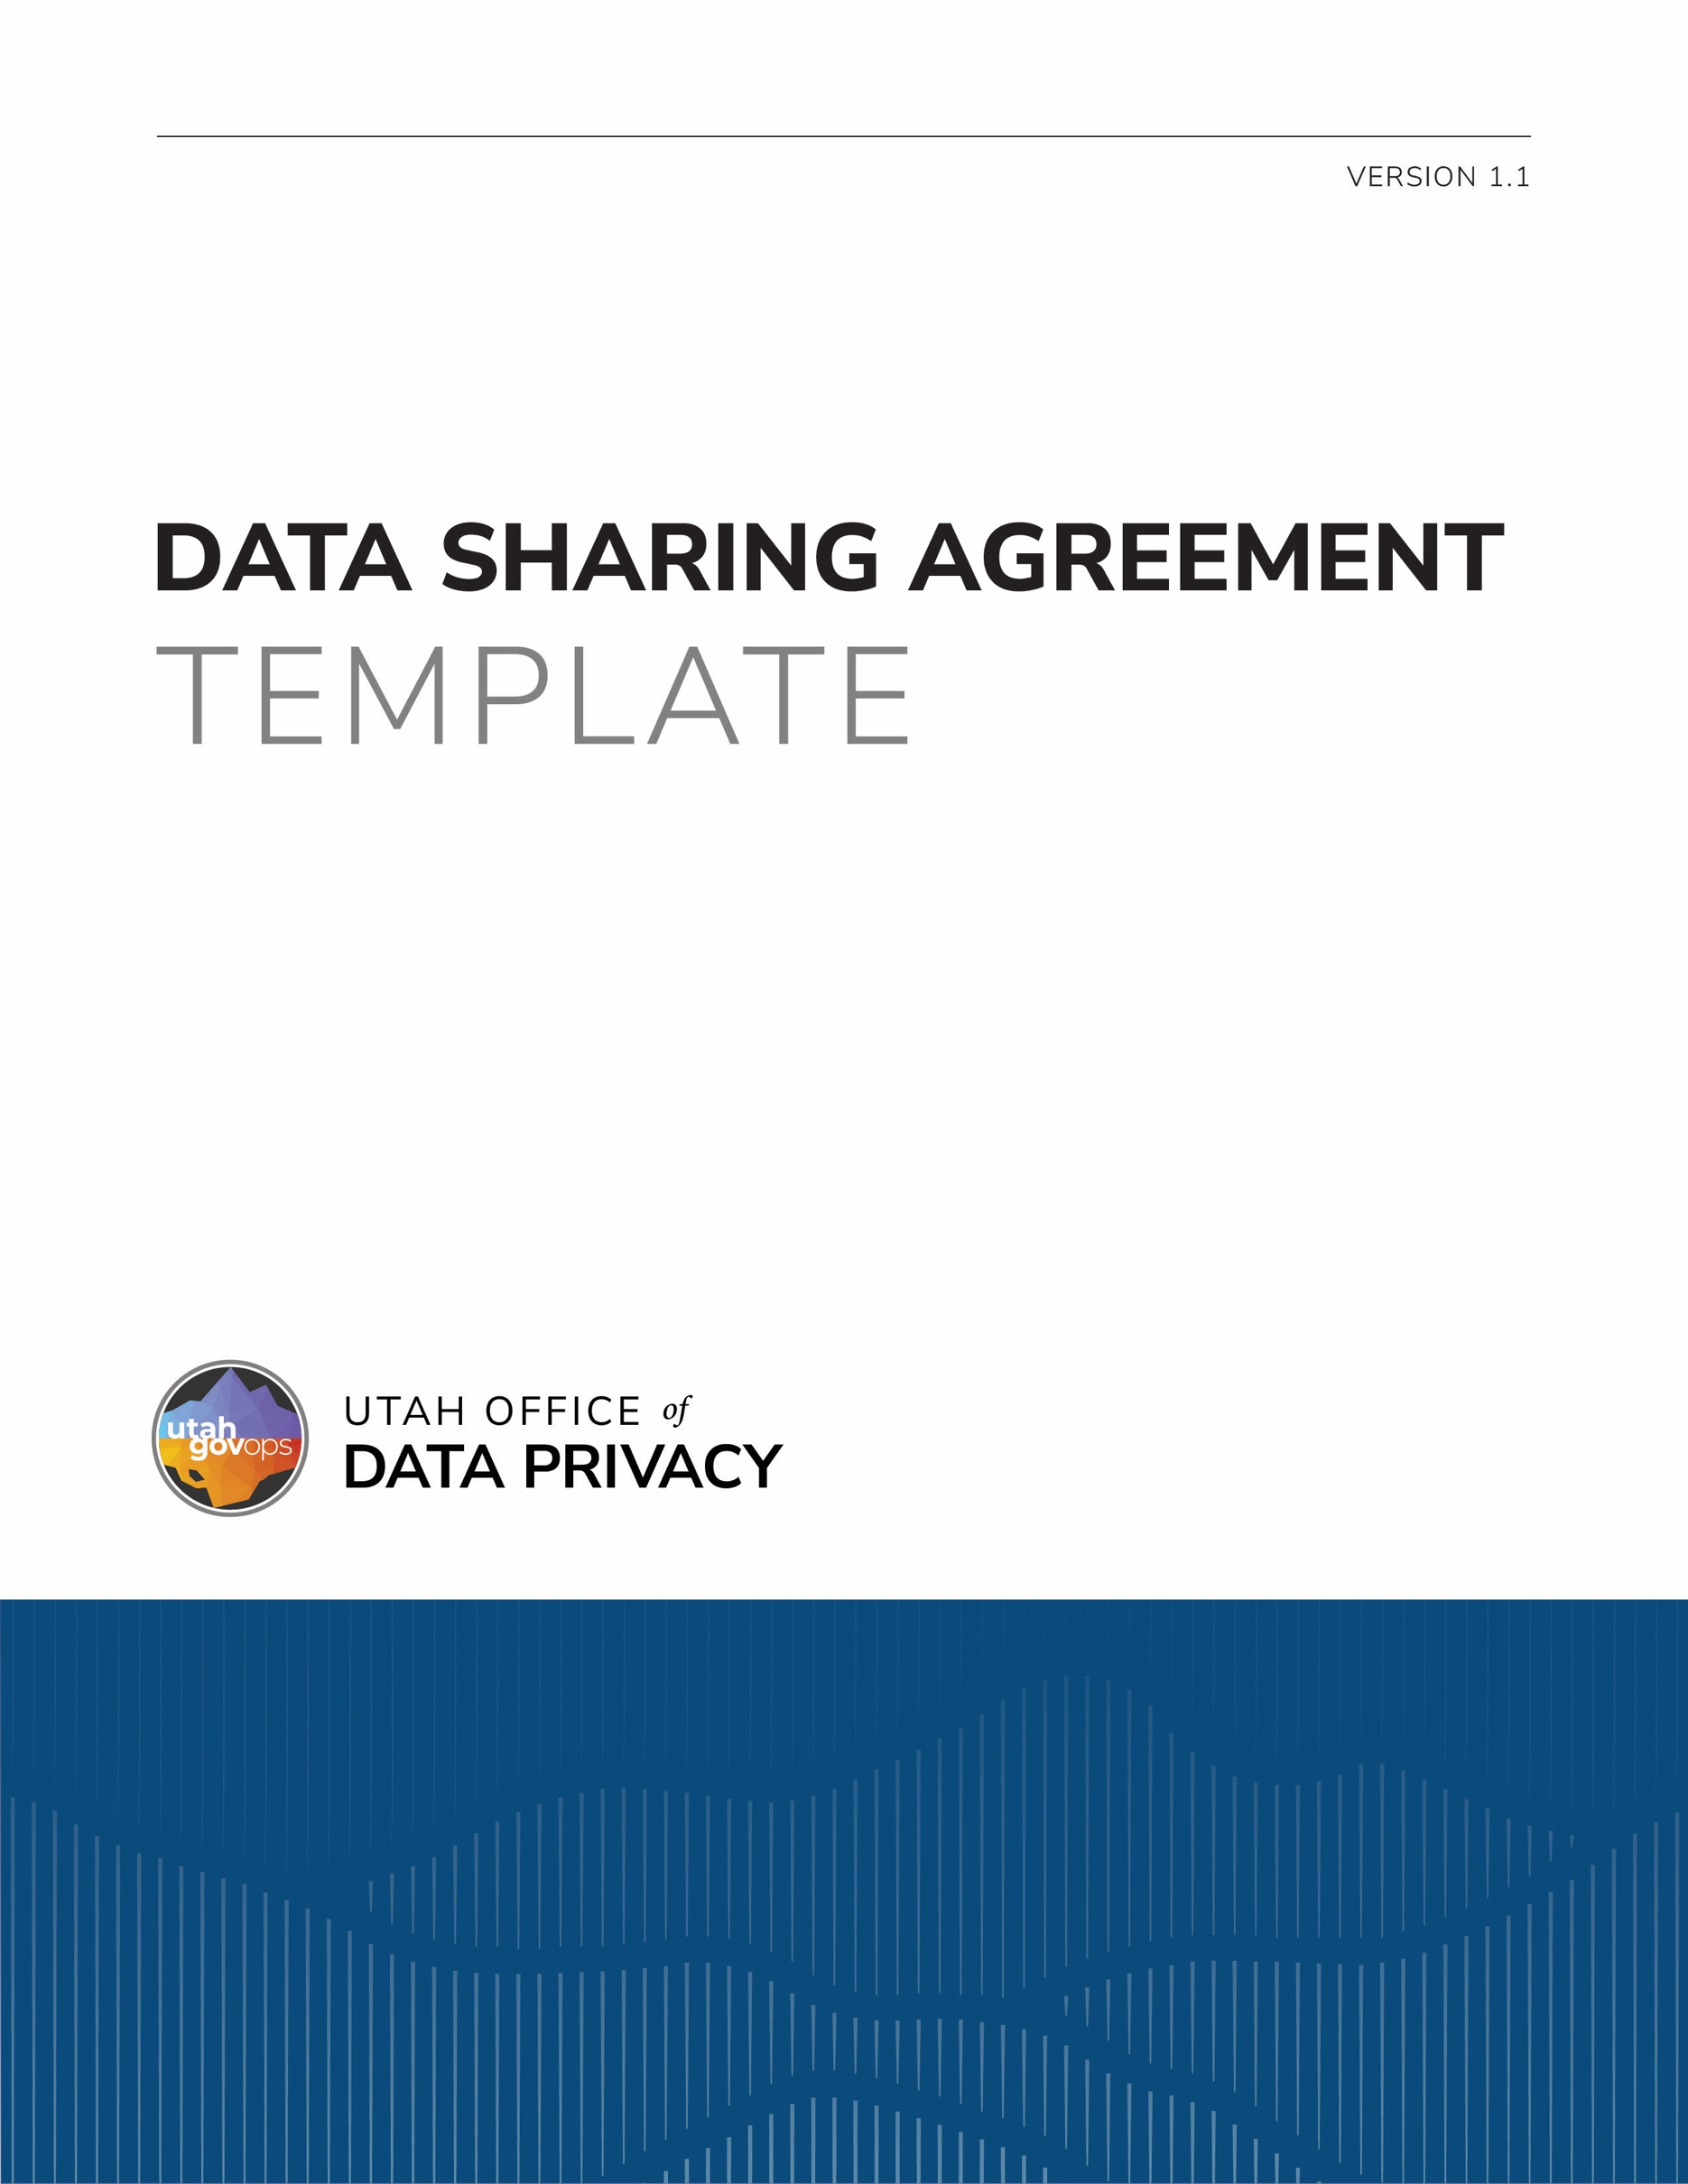 VERSION 1.1
DATA SHARING AGREEMENT
TEMPLATE
utah
govops
UTAH OFFICE of
DATA PRIVACY